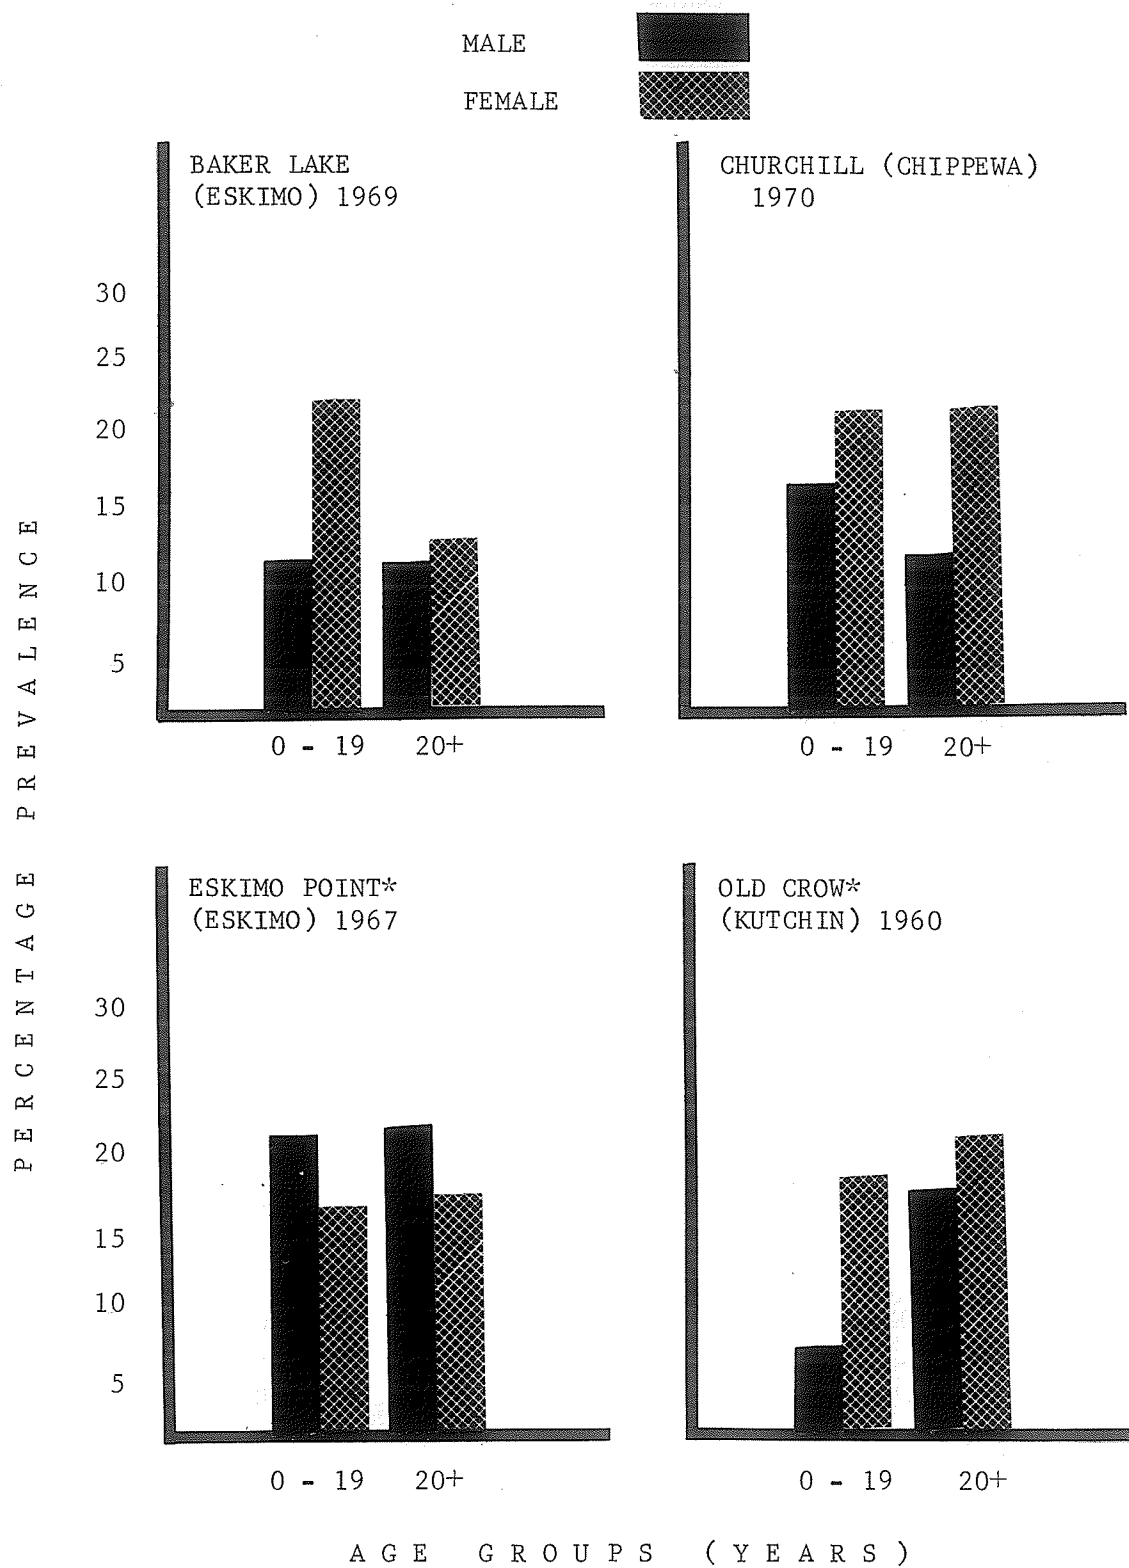 MALE
FEMALE
BAKER LAKE
(ESKIMO) 1969
30
25
20
15
10
5
0 - 19 20+
CHURCHILL (CHIPPEWA)
1970
0 - 19 20+
PERCENTAGE PREVALENCE
ESKIMO POINT*
(ESKIMO) 1967
30
25
20
15
10
5
0 - 19 20+
OLD CROW*
(KUTCHIN) 1960
0 - 19 20+
AGE GROUPS (YEARS)